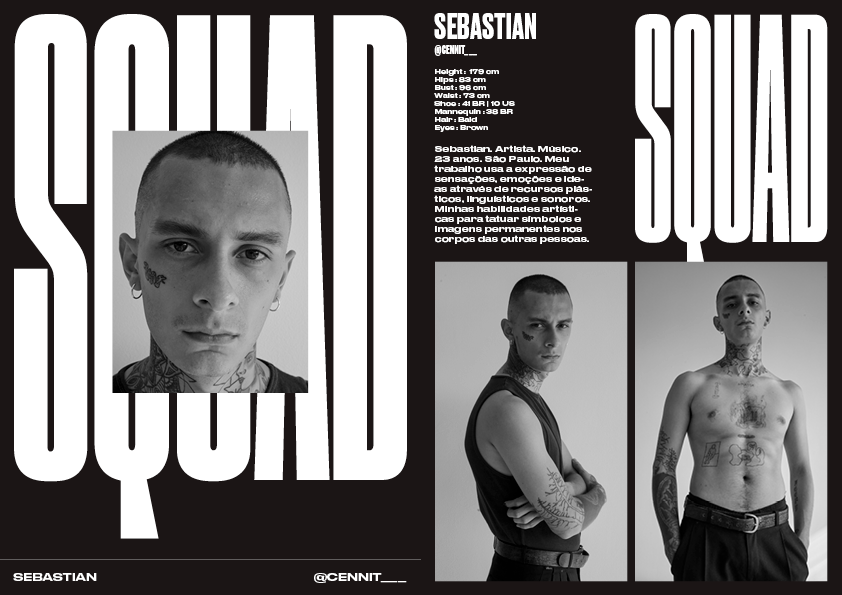 SQUAD
SEBASTIAN
@CENNIT___
SEBASTIAN
@CENNIT___
Height: 179 cm
Hips: 83 cm
Bust: 96 cm
Waist: 73 cm
Shoe: 41 BR | 10 US
Mannequin: 38 BR
Hair: Bald
Eyes: Brown
Sebastian. Artista. Músico.
23 anos. São Paulo. Meu
trabalho usa a expressão de
sensações, emoções e ide-
as através de recursos plás-
ticos, linguísticos e sonoros.
Minhas habilidades artísti-
cas para tatuar símbolos e
imagens permanentes nos
corpos das outras pessoas.
SQUAD